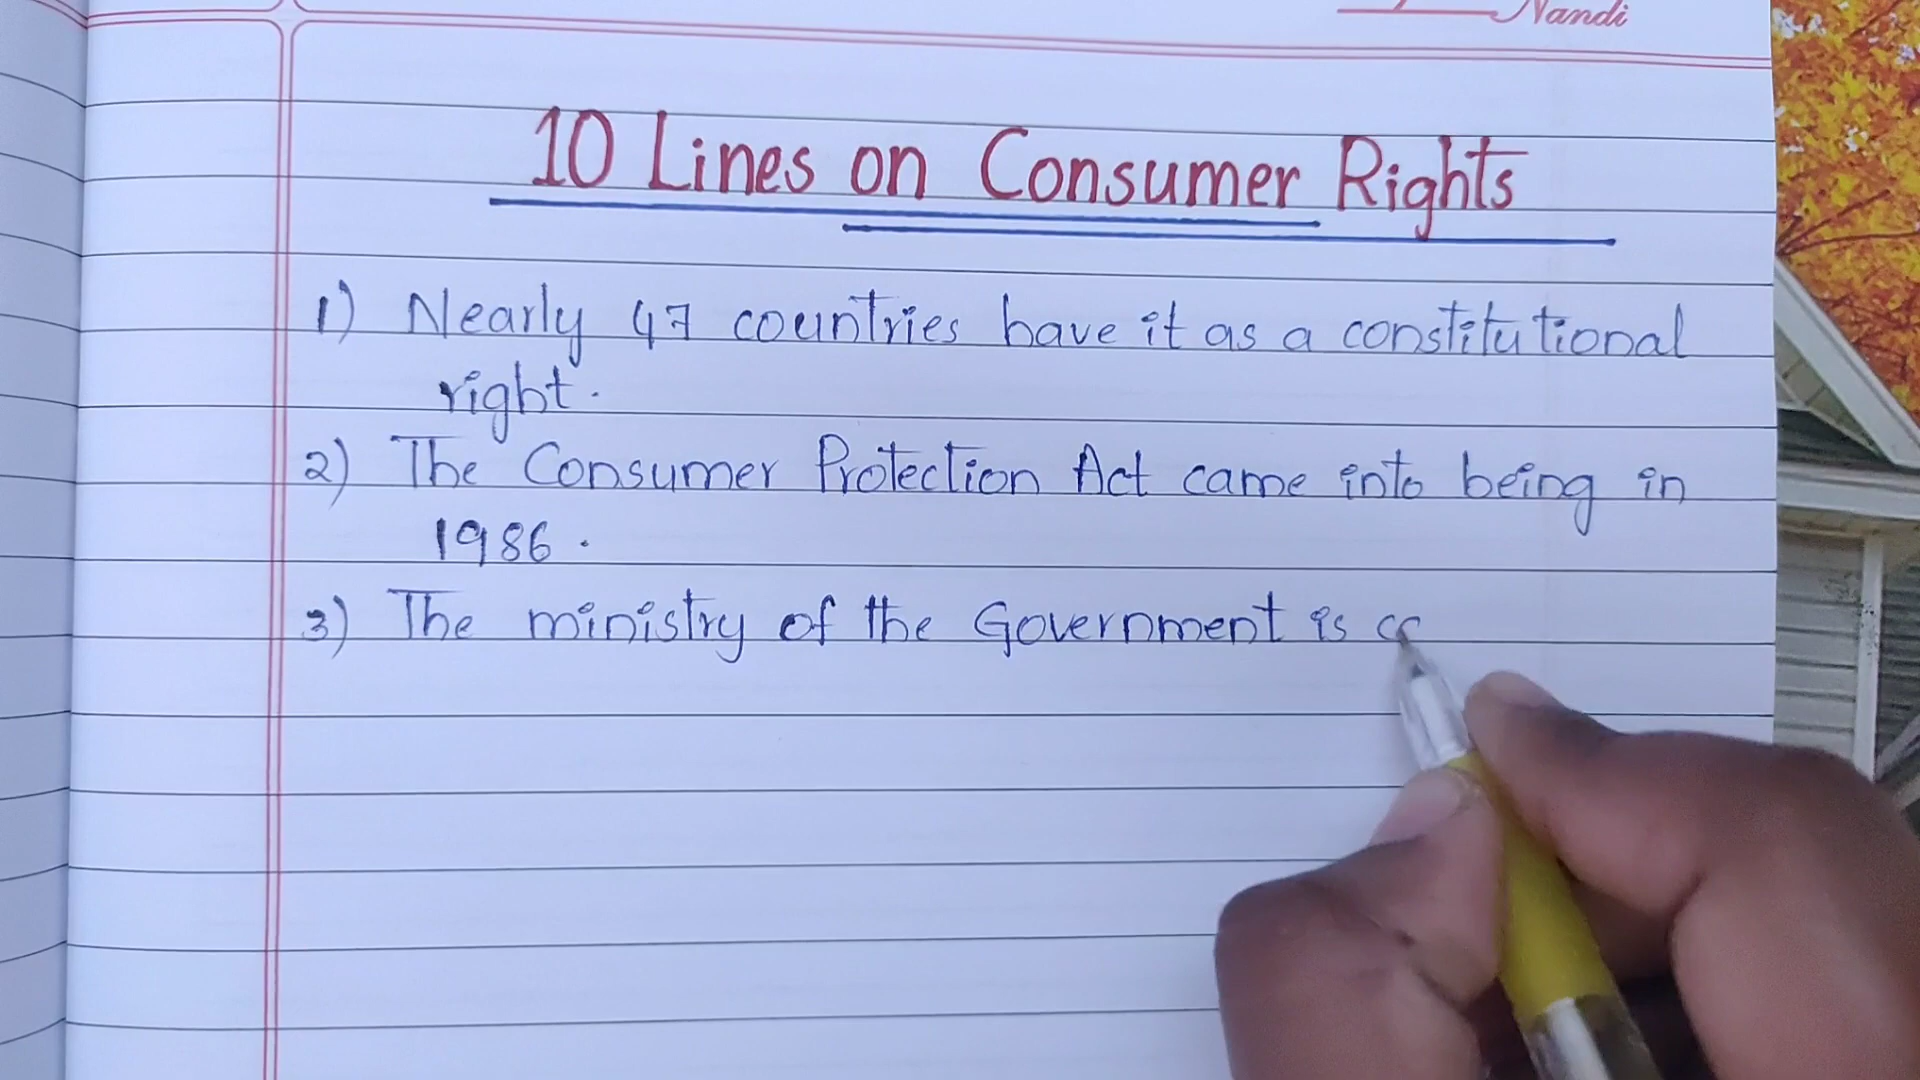 Nandi
10 Lines on Consumer Rights
1) Nearly 47 countries have it as a constitutional
right.
2) The Consumer Protection Act came into being in
1986.
3) The ministry of the Government is co